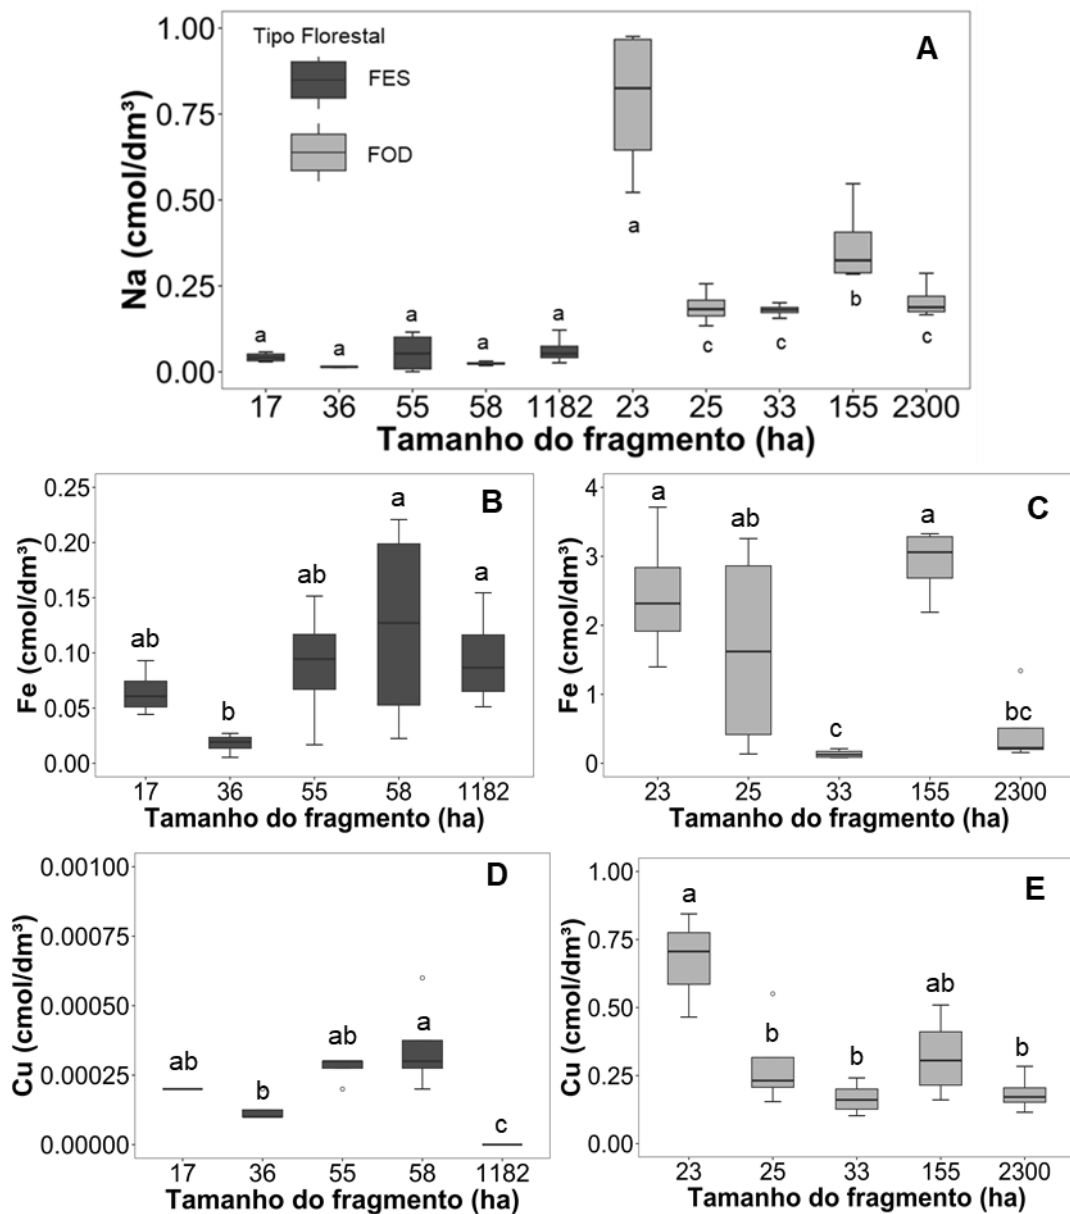 Tipo Florestal
FES
FOD
A
Na (cmol/dm³)
1.00
0.75
0.50
0.25
0.00
a
a
a
a
a
a
c
c
b
c
17 36 55 58 1182 23 25 33 155 2300
Tamanho do fragmento (ha)
B
Fe (cmol/dm³)
0.25
0.20
0.15
0.10
0.05
0.00
ab
b
ab
a
a
17 36 55 58 1182
Tamanho do fragmento (ha)
C
Fe (cmol/dm³)
4
3
2
1
0
a
ab
c
a
bc
23 25 33 155 2300
Tamanho do fragmento (ha)
D
Cu (cmol/dm³)
0.00100
0.00075
0.00050
0.00025
0.00000
ab
b
ab
a
c
17 36 55 58 1182
Tamanho do fragmento (ha)
E
Cu (cmol/dm³)
1.00
0.75
0.50
0.25
0.00
a
b
b
ab
b
23 25 33 155 2300
Tamanho do fragmento (ha)